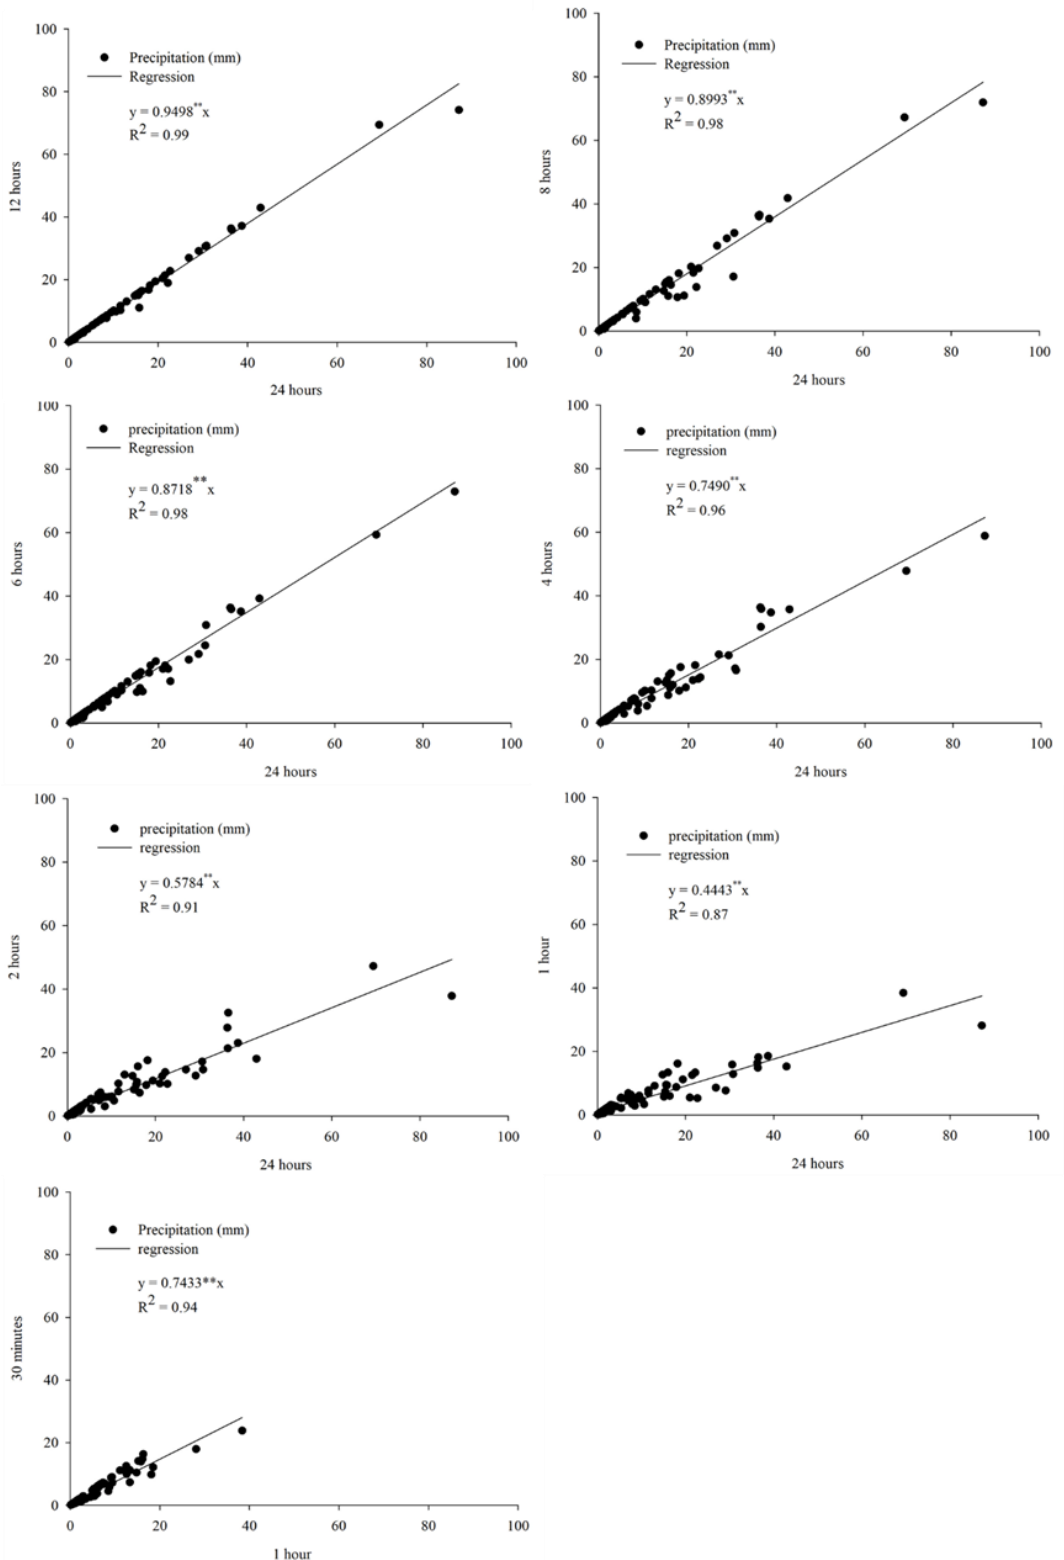 100
80
60
40
20
0
12 hours
Precipitation (mm)
Regression
y = 0.9498**x
R2 = 0.99
0 20 40 60 80 100
24 hours
100
80
60
40
20
0
8 hours
Precipitation (mm)
Regression
y = 0.8993**x
R2 = 0.98
0 20 40 60 80 100
24 hours
100
80
60
40
20
0
6 hours
precipitation (mm)
Regression
y = 0.8718**x
R2 = 0.98
0 20 40 60 80 100
24 hours
100
80
60
40
20
0
4 hours
precipitation (mm)
regression
y = 0.7490**x
R2 = 0.96
0 20 40 60 80 100
24 hours
100
80
60
40
20
0
2 hours
precipitation (mm)
regression
y = 0.5784**x
R2 = 0.91
0 20 40 60 80 100
24 hours
100
80
60
40
20
0
1 hour
precipitation (mm)
regression
y = 0.4443**x
R2 = 0.87
0 20 40 60 80 100
24 hours
100
80
60
40
20
0
30 minutes
Precipitation (mm)
regression
y = 0.7433**x
R2 = 0.94
0 20 40 60 80 100
1 hour